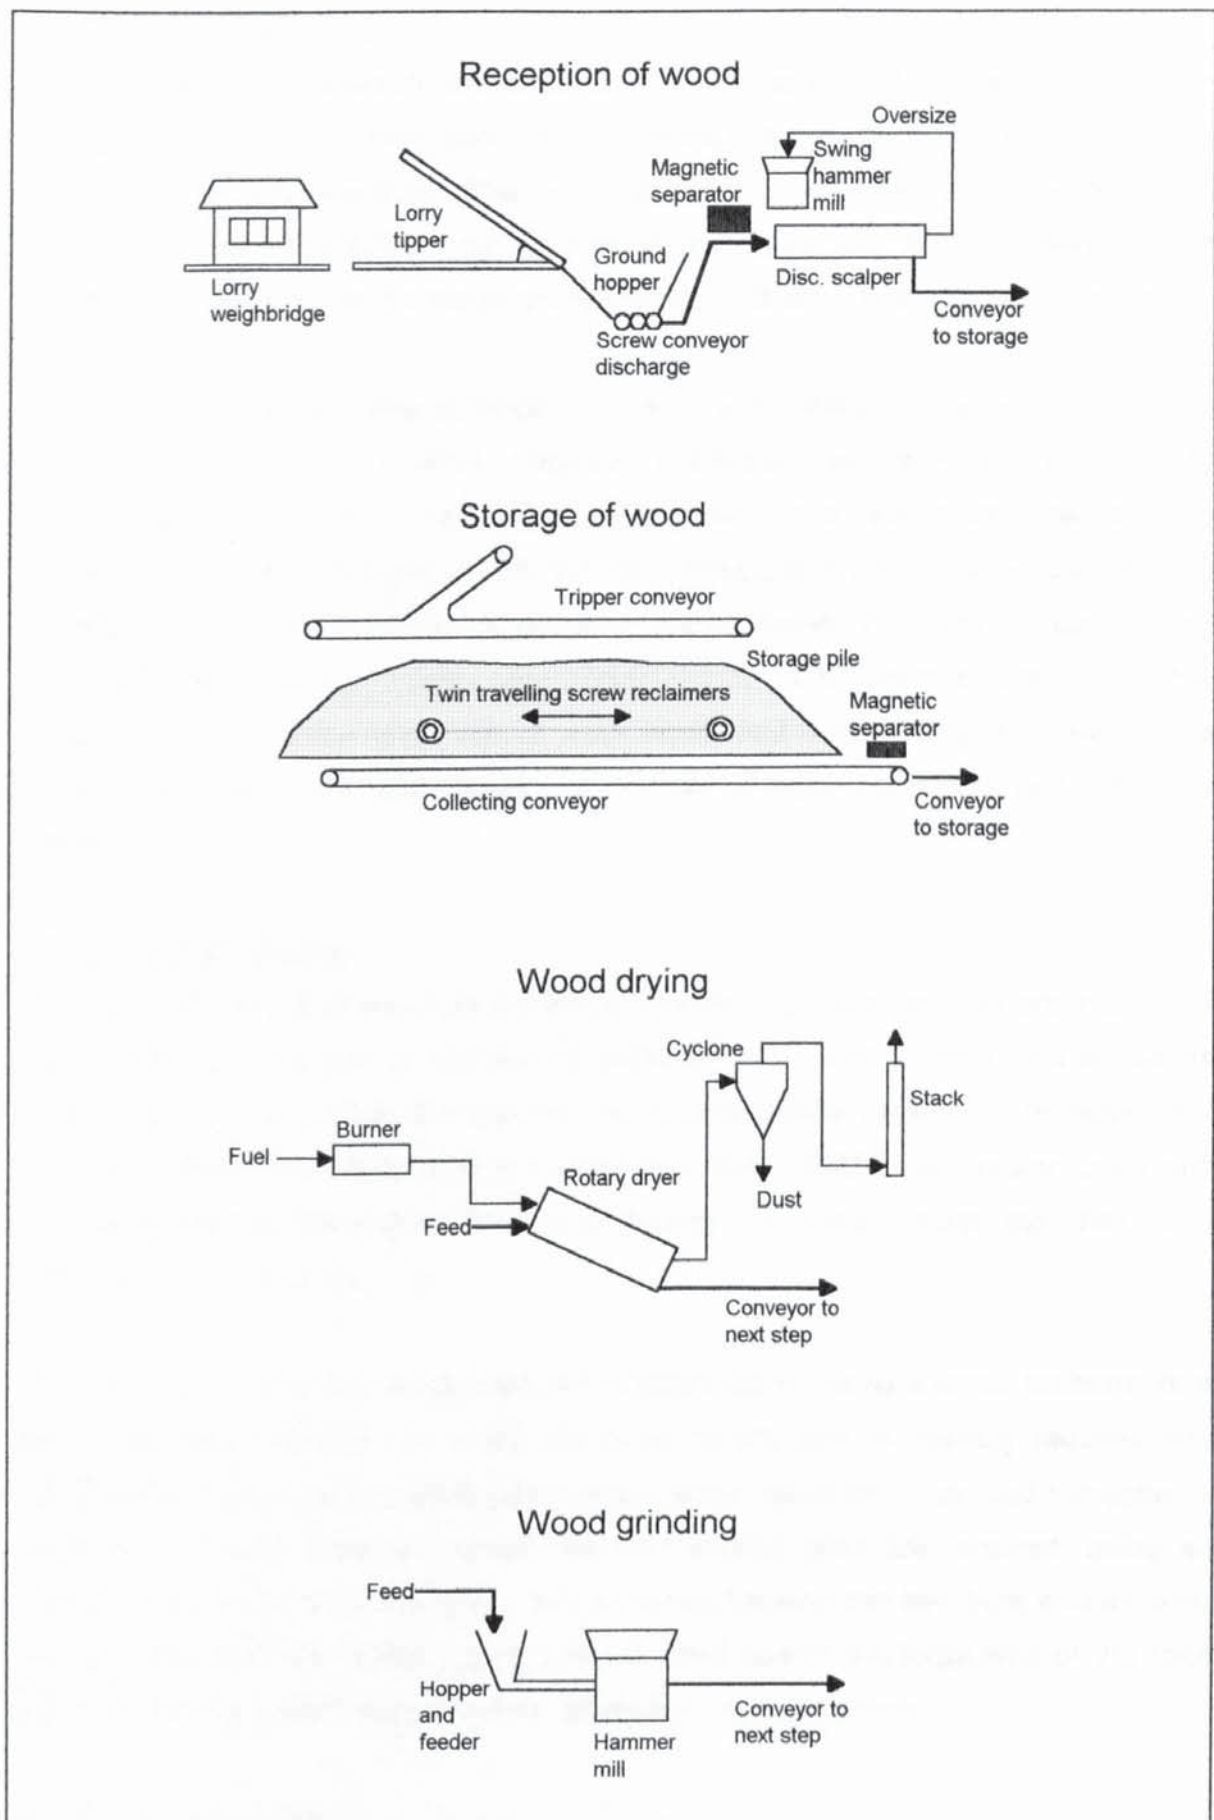 Reception of wood
Oversize
Swing
hammer
mill
Magnetic
separator
Lorry
tipper
Ground
hopper
Disc. scalper
Lorry
weighbridge
Conveyor
to storage
Screw conveyor
discharge
Storage of wood
Tripper conveyor
Storage pile
Twin travelling screw reclaimers
Magnetic
separator
Collecting conveyor
Conveyor
to storage
Wood drying
Cyclone
Stack
Burner
Fuel
Rotary dryer
Dust
Feed
Conveyor to
next step
Wood grinding
Feed
Hopper
and
feeder
Hammer
mill
Conveyor to
next step